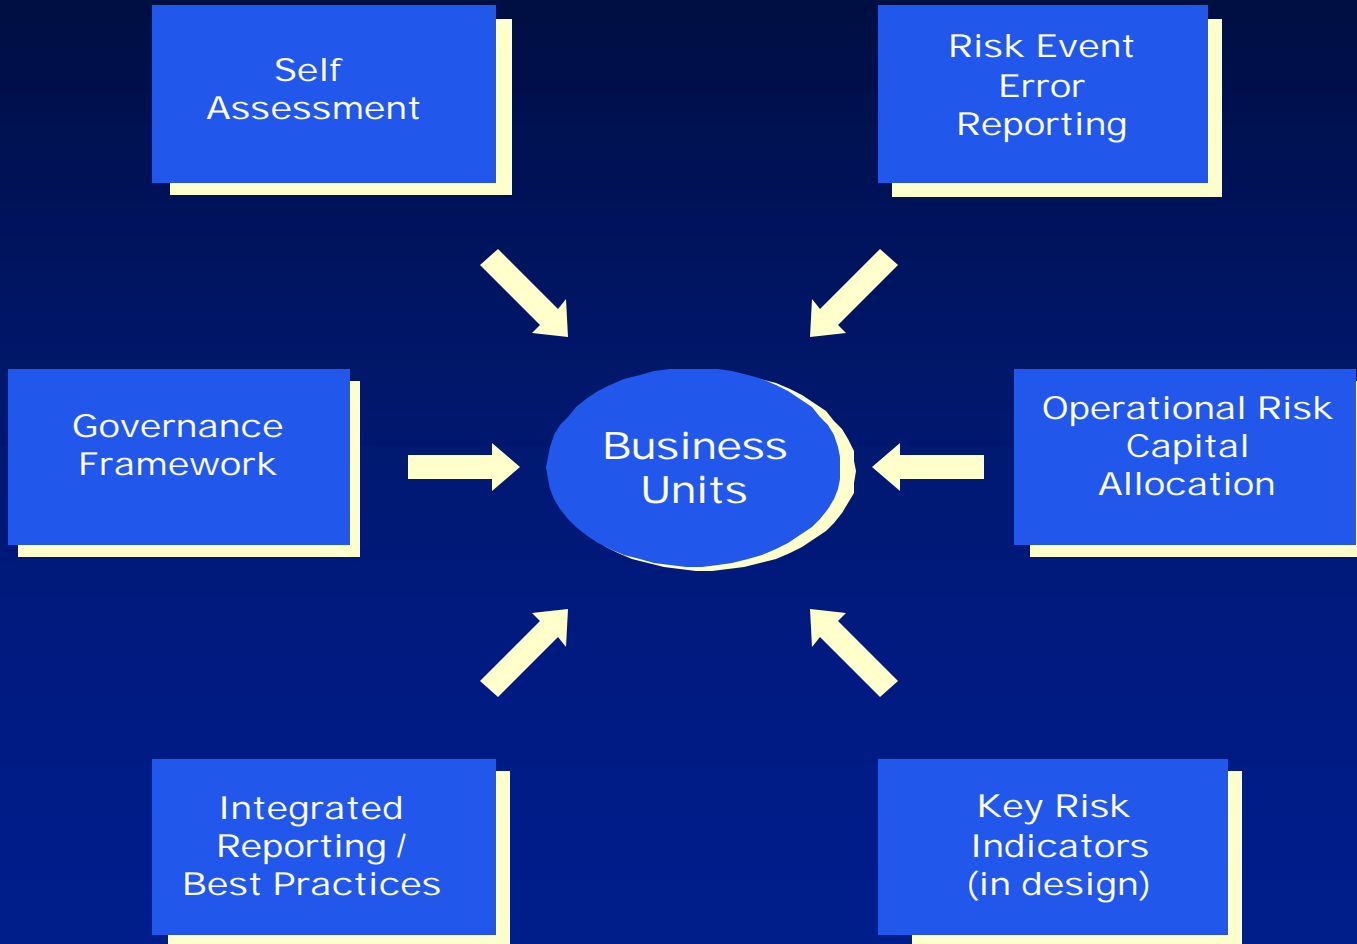 Self
Assessment
Risk Event
Error
Reporting
Governance
Framework
Business
Units
Operational Risk
Capital
Allocation
Integrated
Reporting /
Best Practices
Key Risk
Indicators
(in design)